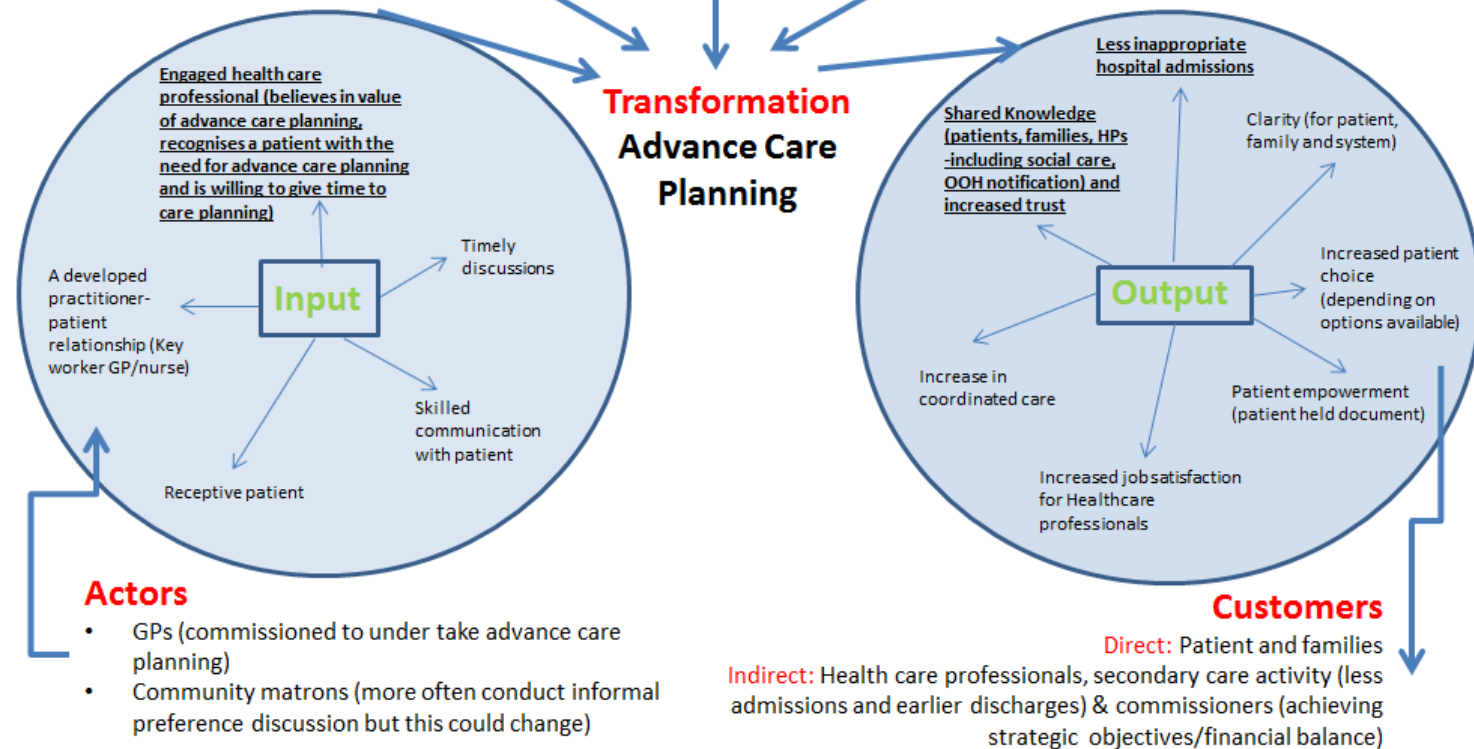 Engaged health care
professional (believes in value
of advance care planning,
recognises a patient with the
need for advance care planning
and is willing to give time to
care planning)
Timely
discussions
A developed
practitioner-
patient
relationship (Key
worker GP/nurse)
Input
Skilled
communication
with patient
Receptive patient
Transformation
Advance Care
Planning
Less inappropriate
hospital admissions
Shared Knowledge
(patients, families, HPs
-including social care,
OOH notification) and
increased trust
Clarity (for patient,
family and system)
Output
Increased patient
choice
(depending on
options available)
Increase in
coordinated care
Patient empowerment
(patient held document)
Increased job satisfaction
for Healthcare
professionals
Actors
• GPs (commissioned to under take advance care
planning)
• Community matrons (more often conduct informal
preference discussion but this could change)
Customers
Direct: Patient and families
Indirect: Health care professionals, secondary care activity (less
admissions and earlier discharges) & commissioners (achieving
strategic objectives/financial balance)